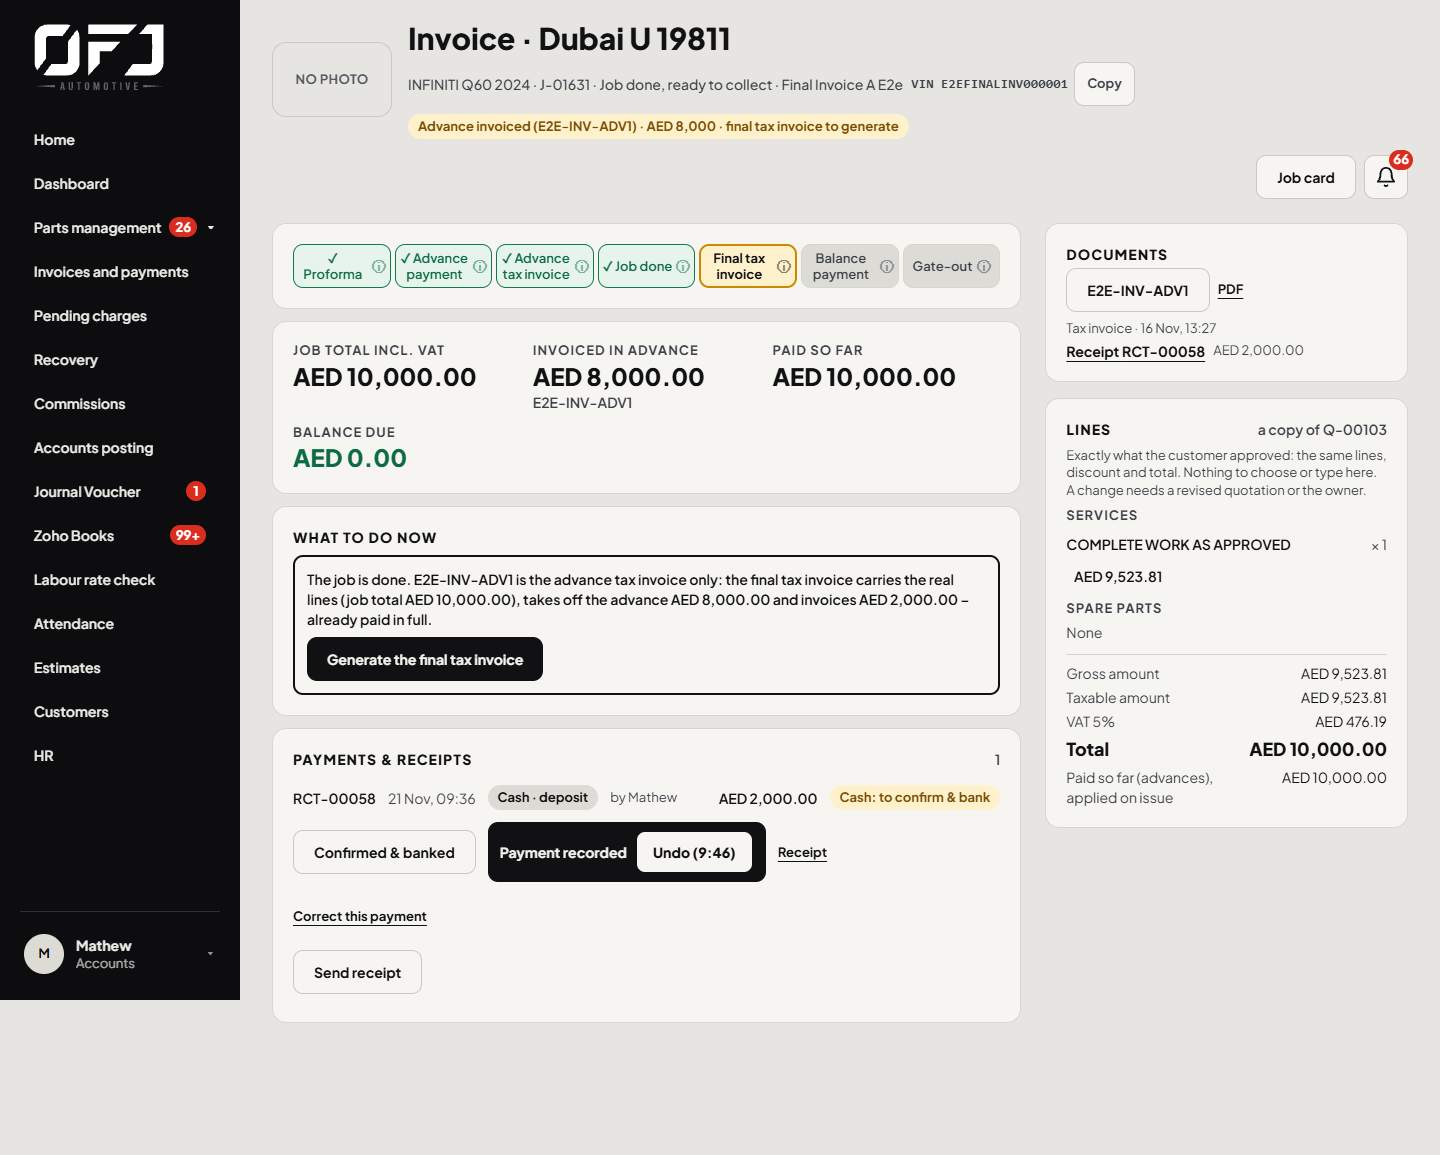 OFJ
AUTOMOTIVE
Home
Dashboard
Parts management 26
Invoices and payments
Pending charges
Recovery
Commissions
Accounts posting
Journal Voucher 1
Zoho Books 99+
Labour rate check
Attendance
Estimates
Customers
HR
M
Mathew
Accounts
NO PHOTO
Invoice · Dubai U 19811
INFINITI Q60 2024 · J-01631 · Job done, ready to collect · Final Invoice A E2e VIN E2EFINALINV000001 Copy
Advance invoiced (E2E-INV-ADV1) · AED 8,000 · final tax invoice to generate
Job card
66
✓ Proforma ⓘ
✓ Advance payment ⓘ
✓ Advance tax invoice ⓘ
✓ Job done ⓘ
Final tax invoice ⓘ
Balance payment ⓘ
Gate-out ⓘ
JOB TOTAL INCL. VAT
AED 10,000.00
INVOICED IN ADVANCE
AED 8,000.00
E2E-INV-ADV1
PAID SO FAR
AED 10,000.00
BALANCE DUE
AED 0.00
WHAT TO DO NOW
The job is done. E2E-INV-ADV1 is the advance tax invoice only: the final tax invoice carries the real
lines (job total AED 10,000.00), takes off the advance AED 8,000.00 and invoices AED 2,000.00 –
already paid in full.
Generate the final tax invoice
PAYMENTS & RECEIPTS 1
RCT-00058 21 Nov, 09:36 Cash · deposit by Mathew AED 2,000.00 Cash: to confirm & bank
Confirmed & banked Payment recorded Undo (9:46) Receipt
Correct this payment
Send receipt
DOCUMENTS
E2E-INV-ADV1 PDF
Tax invoice · 16 Nov, 13:27
Receipt RCT-00058 AED 2,000.00
LINES a copy of Q-00103
Exactly what the customer approved: the same lines,
discount and total. Nothing to choose or type here.
A change needs a revised quotation or the owner.
SERVICES
COMPLETE WORK AS APPROVED × 1
AED 9,523.81
SPARE PARTS
None
Gross amount AED 9,523.81
Taxable amount AED 9,523.81
VAT 5% AED 476.19
Total AED 10,000.00
Paid so far (advances), AED 10,000.00
applied on issue